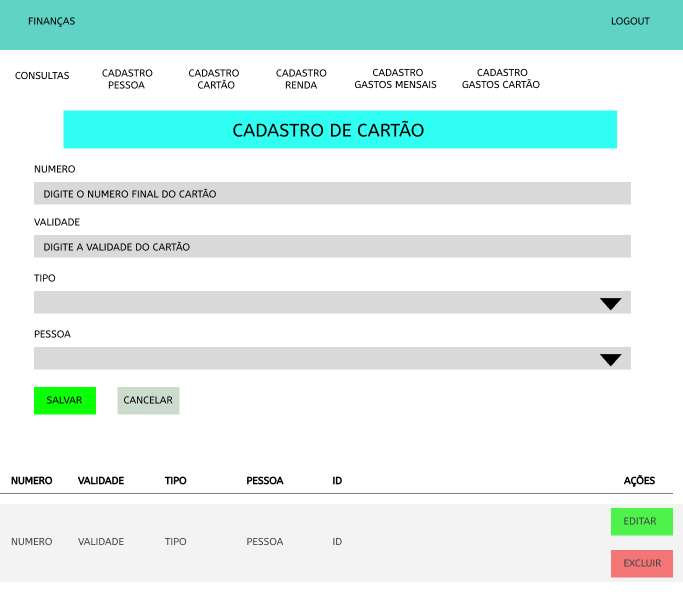 FINANÇAS LOGOUT
CONSULTAS
CADASTRO
PESSOA
CADASTRO
CARTÃO
CADASTRO
RENDA
CADASTRO
GASTOS MENSAIS
CADASTRO
GASTOS CARTÃO
CADASTRO DE CARTÃO
NUMERO
DIGITE O NUMERO FINAL DO CARTÃO
VALIDADE
DIGITE A VALIDADE DO CARTÃO
TIPO
PESSOA
SALVAR CANCELAR
NUMERO VALIDADE TIPO PESSOA ID AÇÕES
EDITAR
NUMERO VALIDADE TIPO PESSOA ID
EXCLUIR